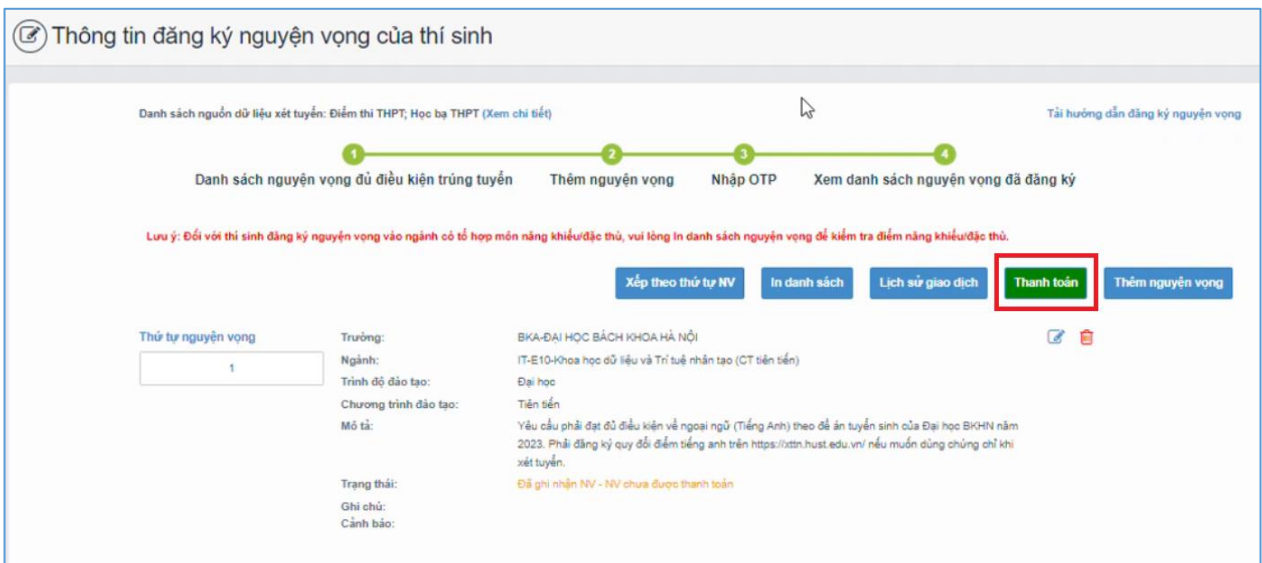 Thông tin đăng ký nguyện vọng của thí sinh
Danh sách nguồn dữ liệu xét tuyển: Điểm thi THPT; Học bạ THPT (Xem chi tiết)
Tải hướng dẫn đăng ký nguyện vọng
1 2 3 4
Danh sách nguyện vọng đủ điều kiện trúng tuyển Thêm nguyện vọng Nhập OTP Xem danh sách nguyện vọng đã đăng ký
Lưu ý: Đối với thí sinh đăng ký nguyện vọng vào ngành có tổ hợp môn năng khiếu/đặc thù, vui lòng In danh sách nguyện vọng để kiểm tra điểm năng khiếu/đặc thù.
Xếp theo thứ tự NV In danh sách Lịch sử giao dịch Thanh toán Thêm nguyện vọng
Thứ tự nguyện vọng
1
Trường: BKA-ĐẠI HỌC BÁCH KHOA HÀ NỘI
Ngành: IT-E10-Khoa học dữ liệu và Trí tuệ nhân tạo (CT tiên tiến)
Trình độ đào tạo: Đại học
Chương trình đào tạo: Tiên tiến
Mô tả: Yêu cầu phải đạt đủ điều kiện về ngoại ngữ (Tiếng Anh) theo đề án tuyển sinh của Đại học BKHN năm
2023. Phải đăng ký quy đổi điểm tiếng anh trên https://xttn.hust.edu.vn/ nếu muốn dùng chứng chỉ khi
xét tuyển.
Trạng thái: Đã ghi nhận NV - NV chưa được thanh toán
Ghi chú:
Cảnh báo: